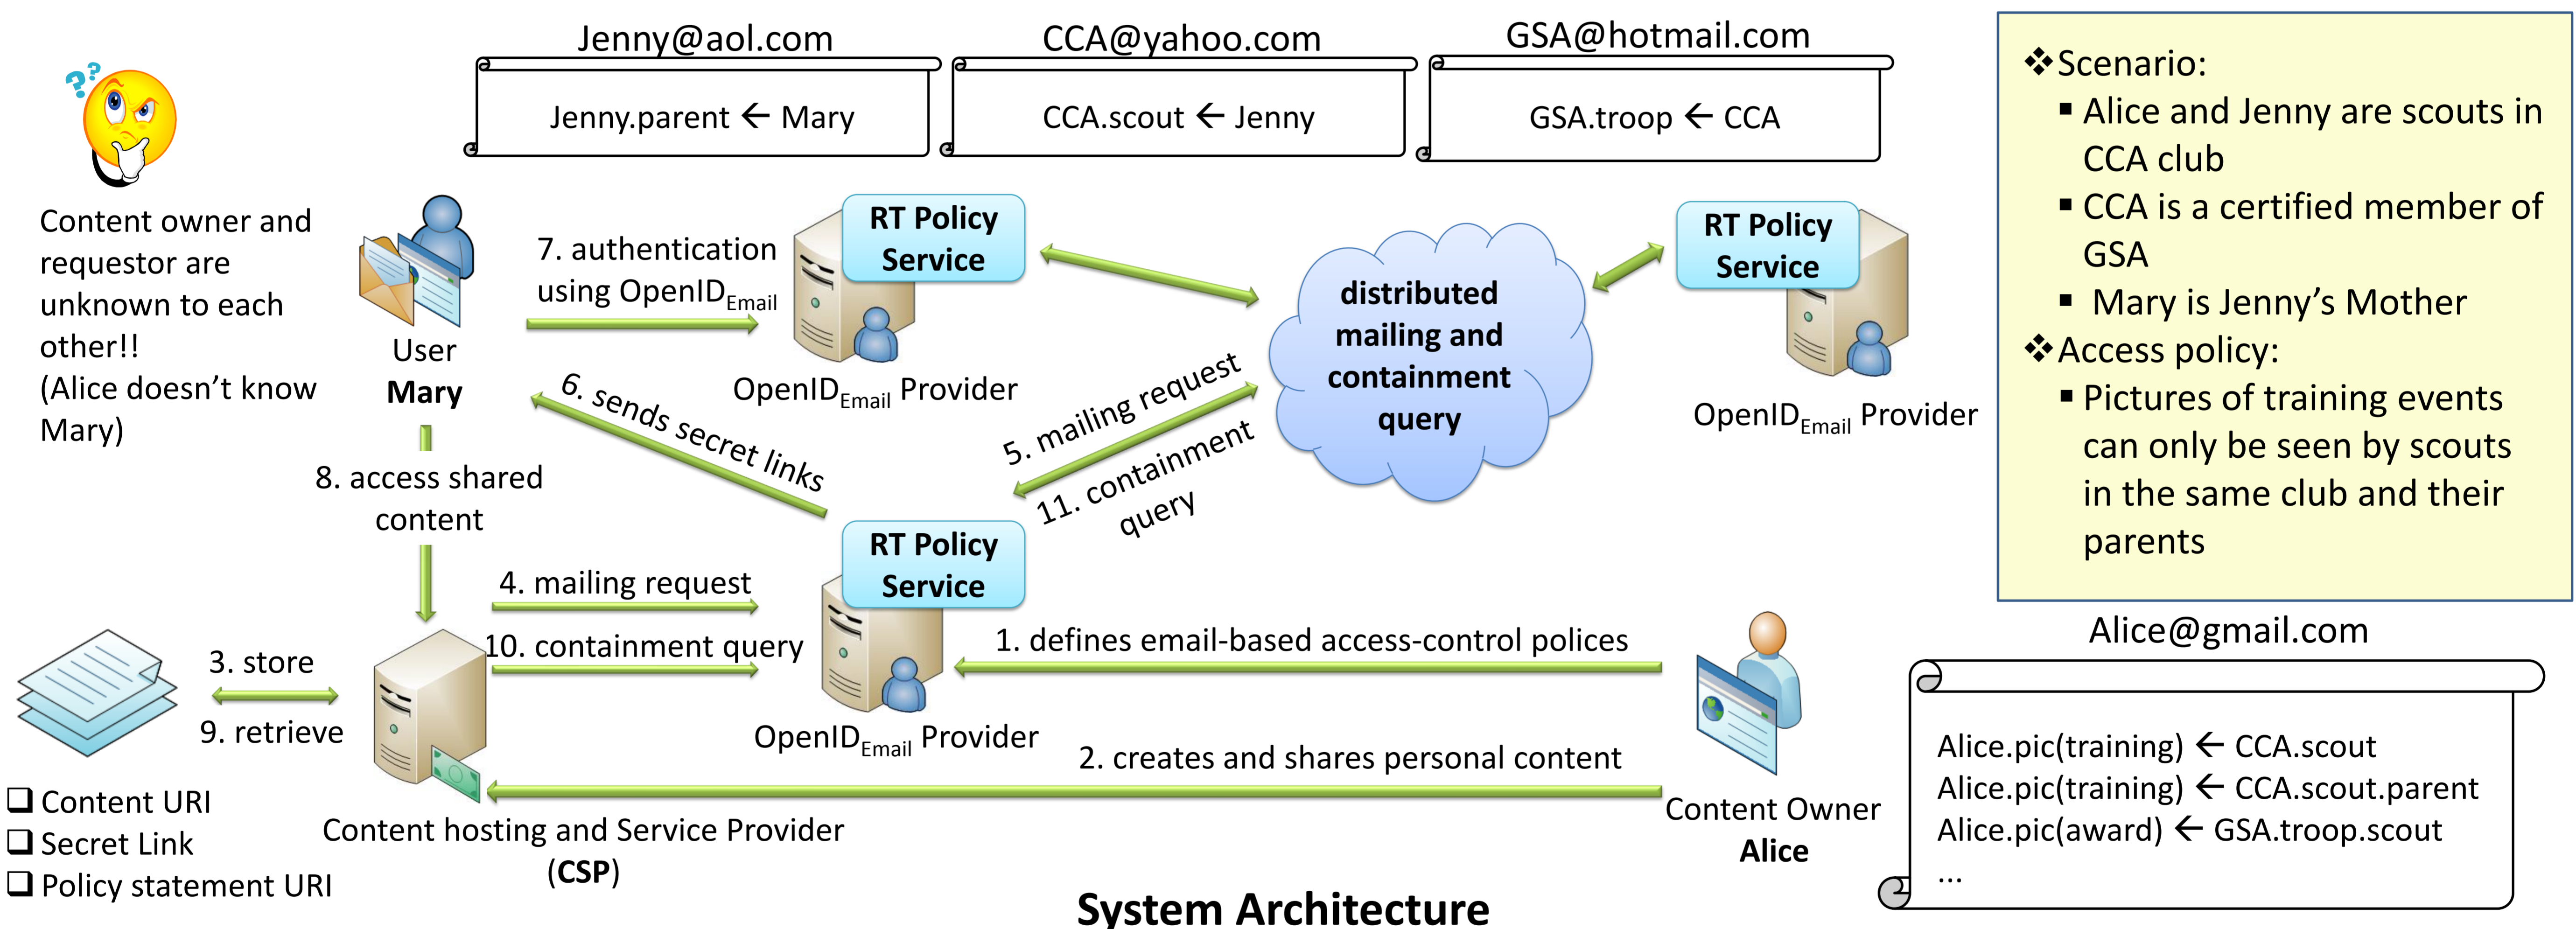 Jenny@aol.com
Jenny.parent ← Mary
CCA@yahoo.com
CCA.scout ← Jenny
GSA@hotmail.com
GSA.troop ← CCA
??
Content owner and
requestor are
unknown to each
other!!
(Alice doesn't know
Mary)
User
Mary
7. authentication
using OpenIDEmail
RT Policy
Service
OpenIDEmail Provider
distributed
mailing and
containment
query
RT Policy
Service
OpenIDEmail Provider
6. sends secret links
5. mailing request
11. containment
query
8. access shared
content
RT Policy
Service
OpenIDEmail Provider
4. mailing request
10. containment query
1. defines email-based access-control polices
2. creates and shares personal content
3. store
9. retrieve
❑ Content URI
❑ Secret Link
❑ Policy statement URI
Content hosting and Service Provider
(CSP)
Content Owner
Alice
❖Scenario:
▪ Alice and Jenny are scouts in
CCA club
▪ CCA is a certified member of
GSA
▪ Mary is Jenny's Mother
❖Access policy:
▪ Pictures of training events
can only be seen by scouts
in the same club and their
parents
Alice@gmail.com
Alice.pic(training) ← CCA.scout
Alice.pic(training) ← CCA.scout.parent
Alice.pic(award) ← GSA.troop.scout
...
System Architecture